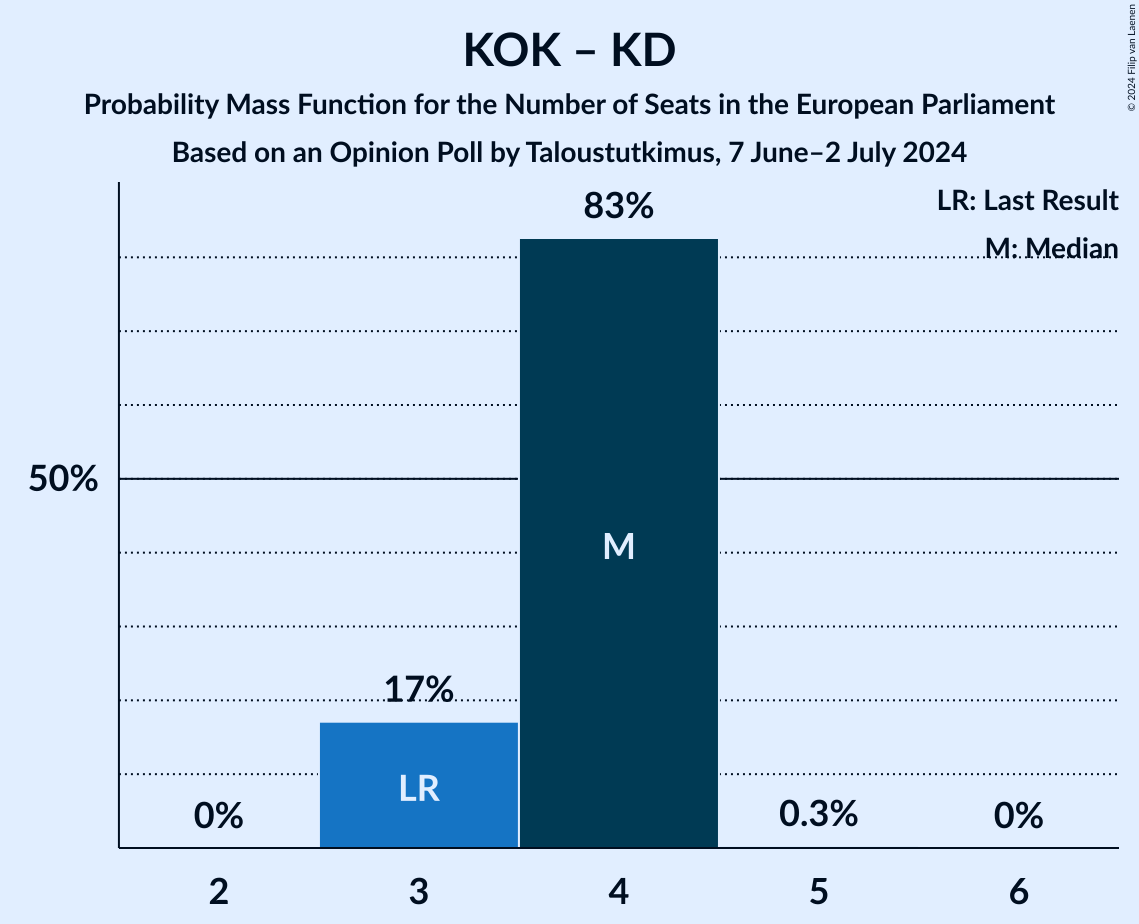 KOK – KD
Probability Mass Function for the Number of Seats in the European Parliament
Based on an Opinion Poll by Taloustutkimus, 7 June–2 July 2024
© 2024 Filip van Laenen
LR: Last Result
M: Median
83%
50%
M
17%
LR
0%
0.3%
0%
2
3
4
5
6